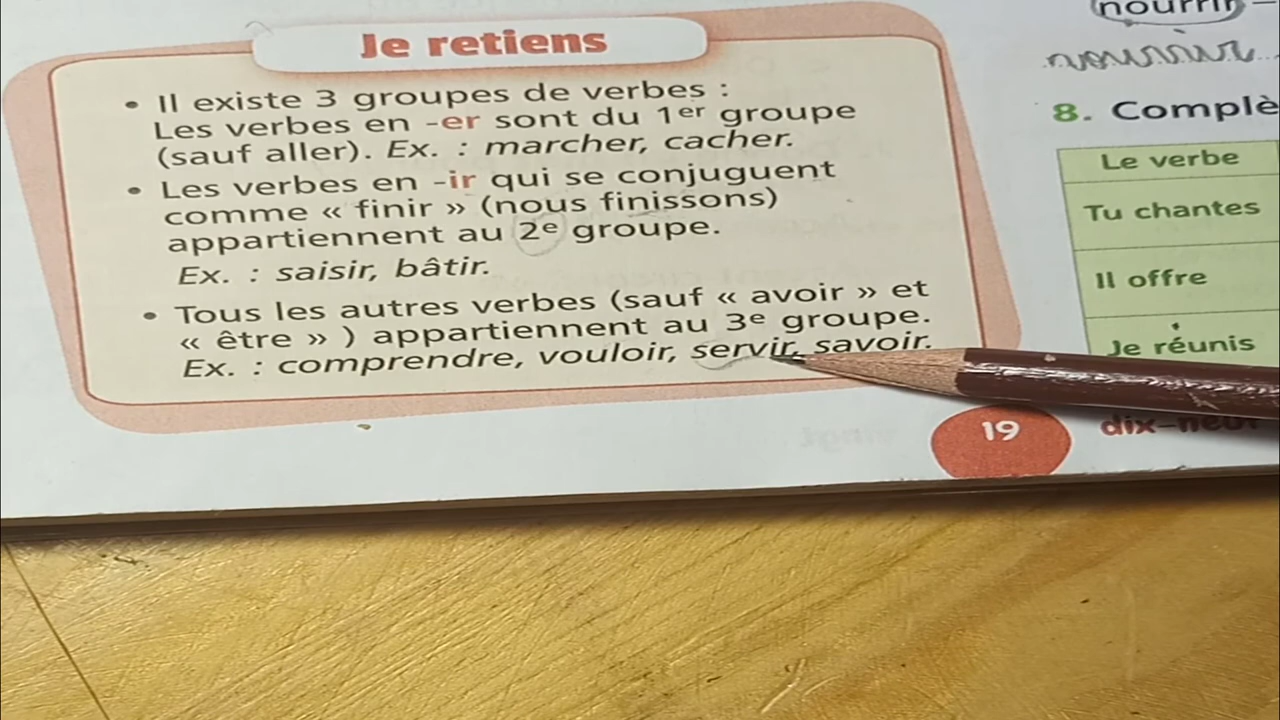 Je retiens
• Il existe 3 groupes de verbes :
Les verbes en -er sont du 1er groupe
(sauf aller). Ex. : marcher, cacher.
• Les verbes en -ir qui se conjuguent
comme « finir » (nous finissons)
appartiennent au 2e groupe.
Ex. : saisir, bâtir.
• Tous les autres verbes (sauf « avoir » et
« être » ) appartiennent au 3e groupe.
Ex. : comprendre, vouloir, servir, savoir.
19
nourrir –
nourrir
8. Complè
Le verbe
Tu chantes
Il offre
Je réunis
dix-neuf